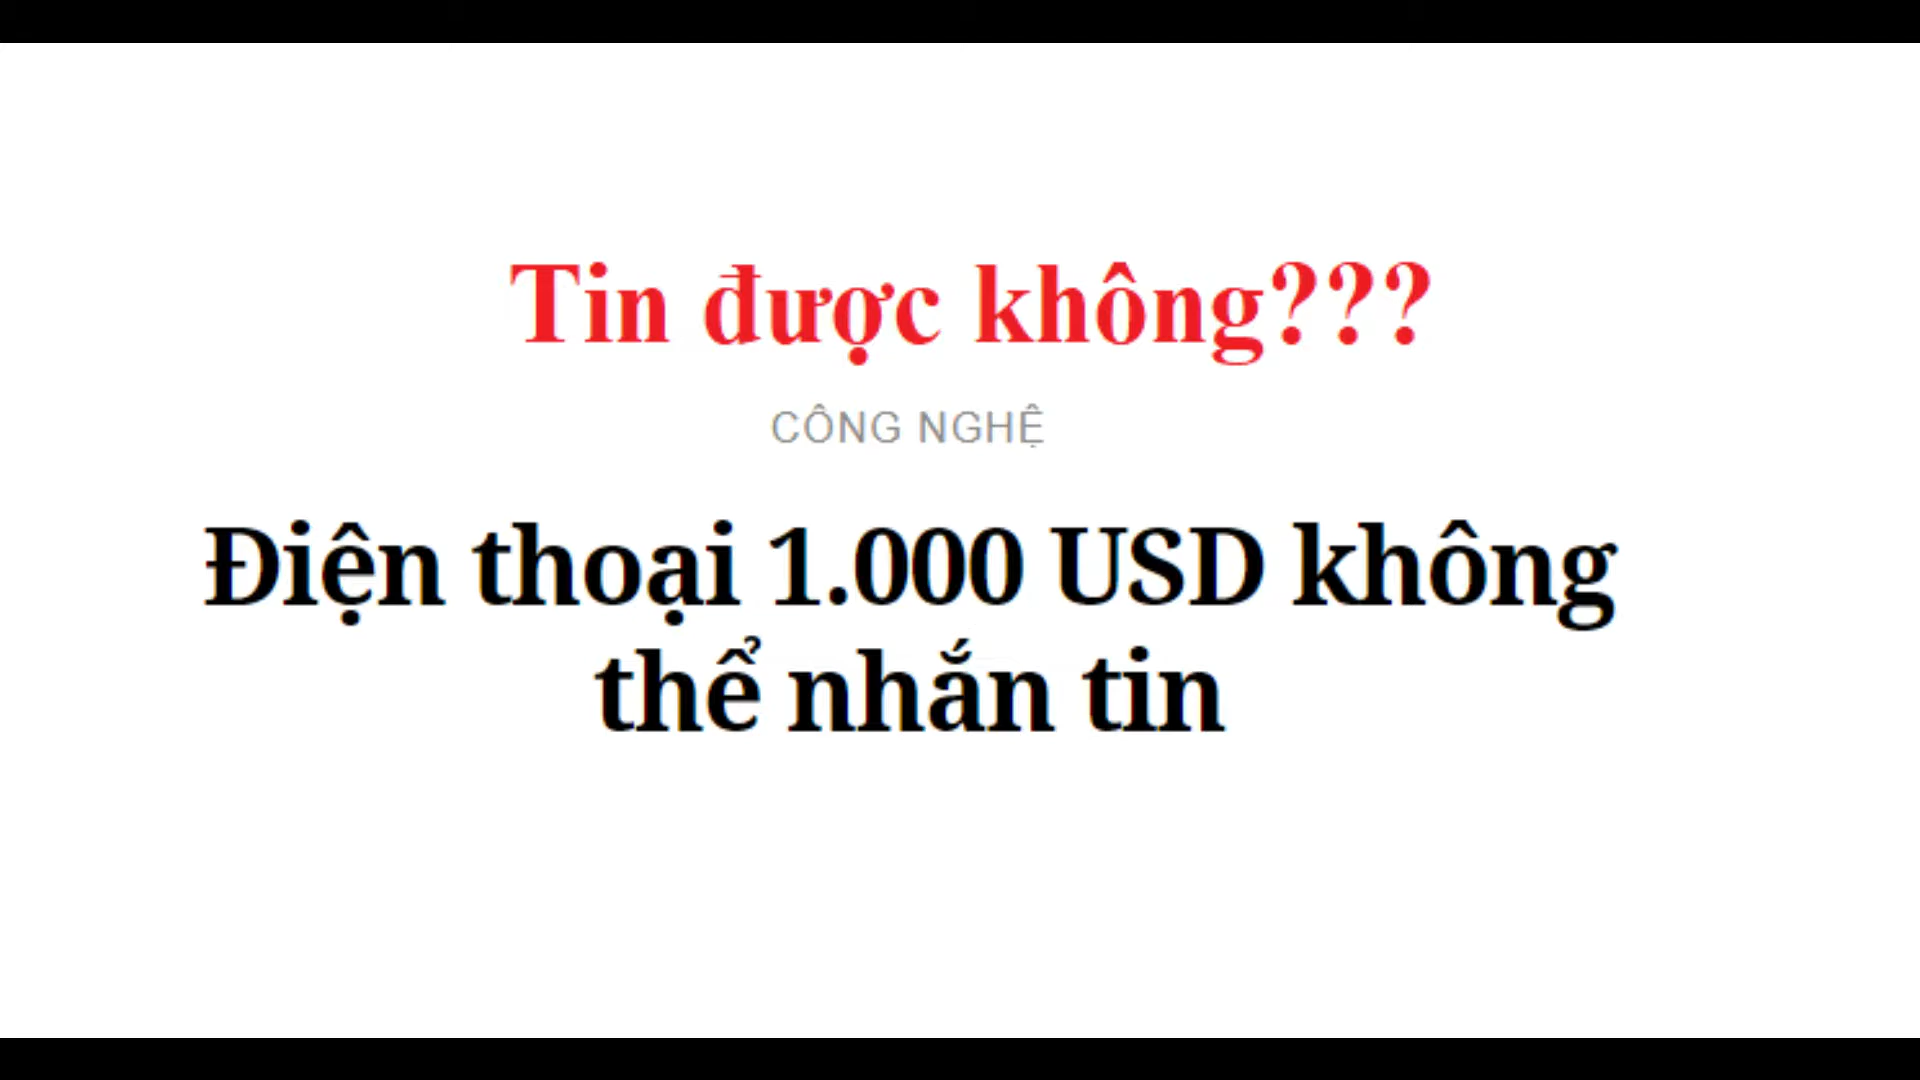 Tin được không???
CÔNG NGHỆ
Điện thoại 1.000 USD không
thể nhắn tin